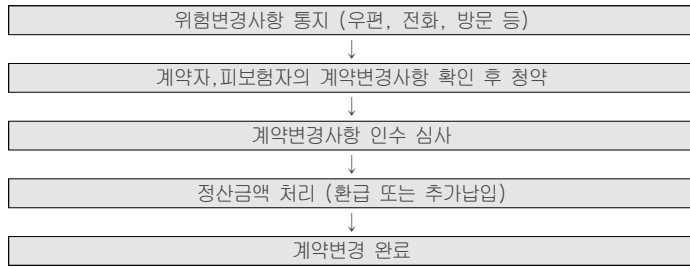 위험변경사항 통지 (우편, 전화, 방문 등)
↓
계약자,피보험자의 계약변경사항 확인 후 청약
↓
계약변경사항 인수 심사
↓
정산금액 처리 (환급 또는 추가납입)
↓
계약변경 완료